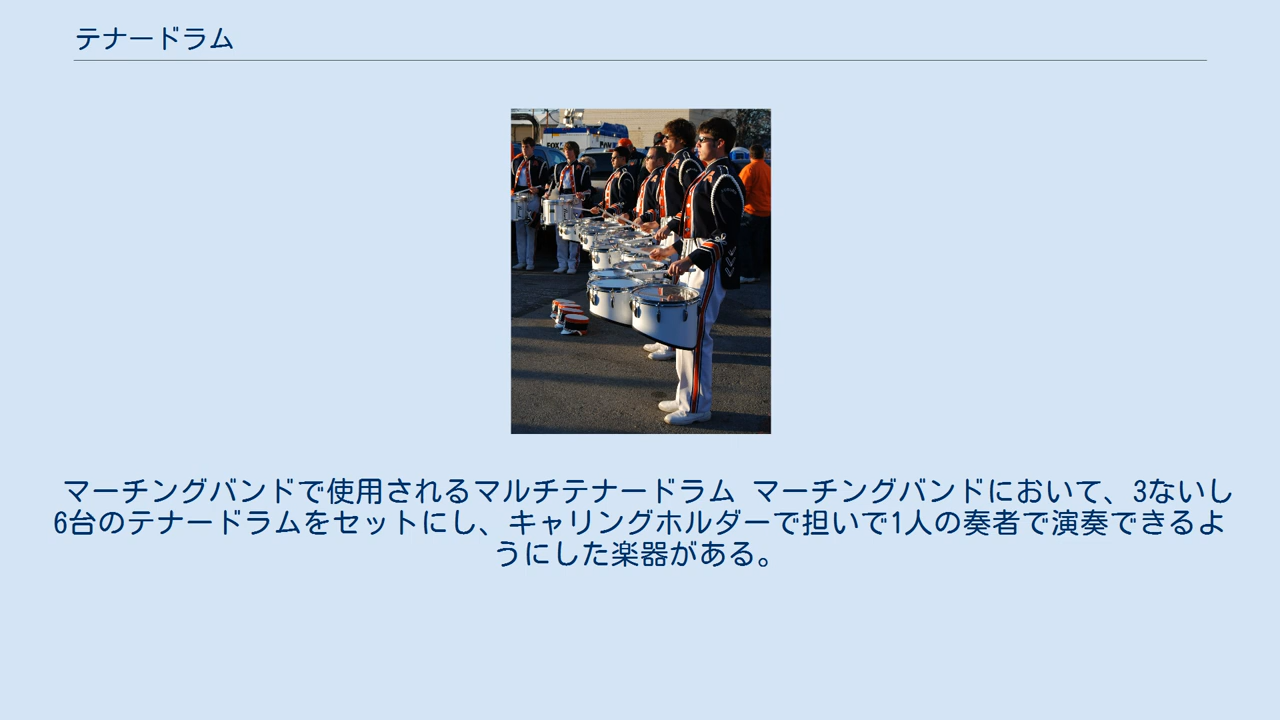 テナードラム
FOX
マーチングバンドで使用されるマルチテナードラム マーチングバンドにおいて、3ないし
6台のテナードラムをセットにし、キャリングホルダーで担いで1人の奏者で演奏できるよ
うにした楽器がある。